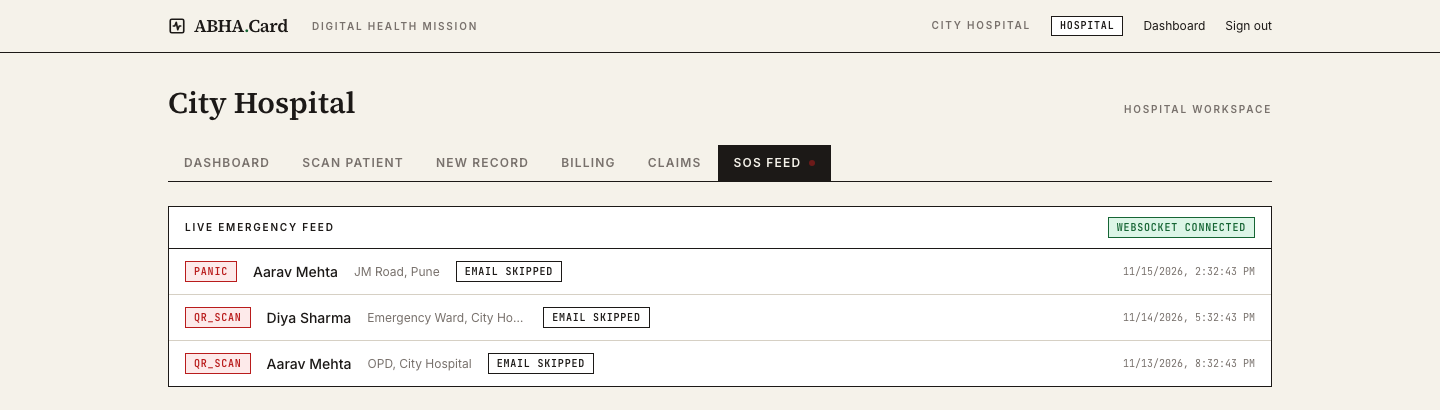 ABHA.Card DIGITAL HEALTH MISSION CITY HOSPITAL HOSPITAL Dashboard Sign out
City Hospital HOSPITAL WORKSPACE
DASHBOARD SCAN PATIENT NEW RECORD BILLING CLAIMS SOS FEED
LIVE EMERGENCY FEED WEBSOCKET CONNECTED
PANIC Aarav Mehta JM Road, Pune EMAIL SKIPPED 11/15/2026, 2:32:43 PM
QR_SCAN Diya Sharma Emergency Ward, City Ho... EMAIL SKIPPED 11/14/2026, 5:32:43 PM
QR_SCAN Aarav Mehta OPD, City Hospital EMAIL SKIPPED 11/13/2026, 8:32:43 PM